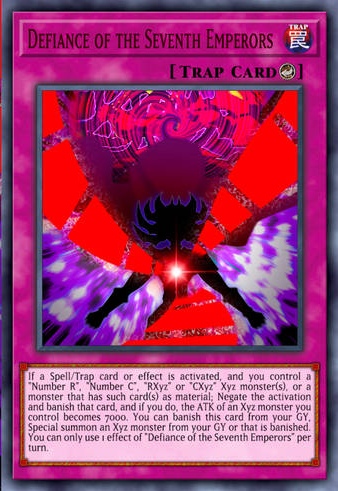 Defiance of the Seventh Emperors
TRAP
罠
[Trap Card]
If a Spell/Trap card or effect is activated, and you control a
"Number R", "Number C", "RXyz" or "CXyz" Xyz monster(s), or a
monster that has such card(s) as material; Negate the activation
and banish that card, and if you do, the ATK of an Xyz monster you
control becomes 7000. You can banish this card from your GY,
Special summon an Xyz monster from your GY or that is banished.
You can only use 1 effect of "Defiance of the Seventh Emperors" per
turn.